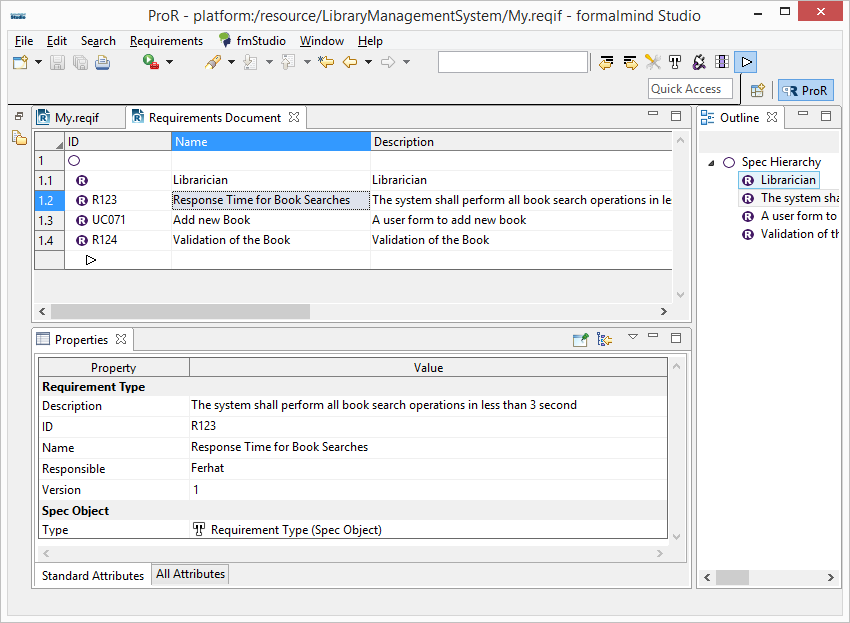 ProR - platform:/resource/LibraryManagementSystem/My.reqif - formalmind Studio
File Edit Search Requirements fmStudio Window Help
Quick Access
ProR
My.reqif Requirements Document
Outline
ID Name Description
1
1.1 Librarician Librarician
1.2 R123 Response Time for Book Searches The system shall perform all book search operations in le
1.3 UC071 Add new Book A user form to add new book
1.4 R124 Validation of the Book Validation of the Book
Spec Hierarchy
Librarician
The system sha
A user form to
Validation of th
Properties
Property Value
Requirement Type
Description The system shall perform all book search operations in less than 3 second
ID R123
Name Response Time for Book Searches
Responsible Ferhat
Version 1
Spec Object
Type Requirement Type (Spec Object)
Standard Attributes All Attributes